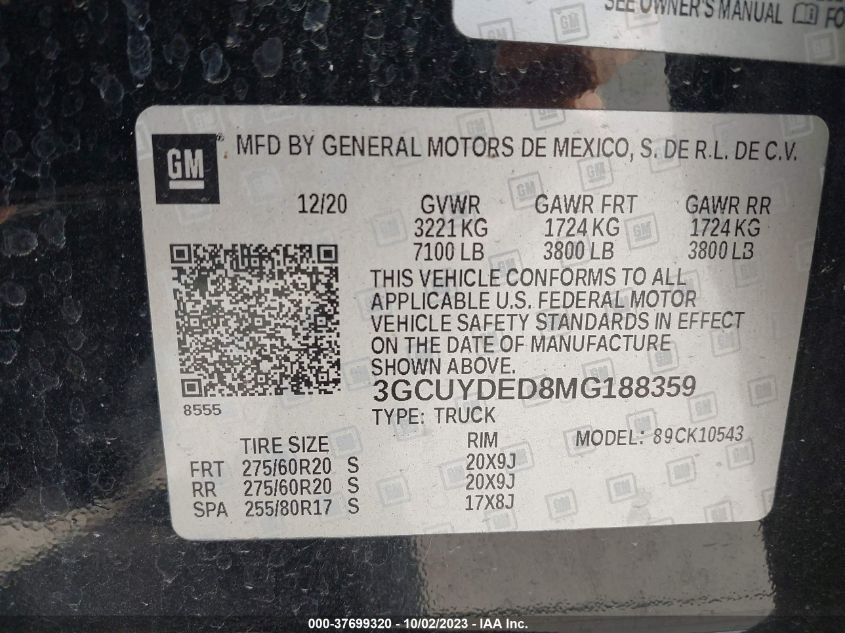 SEE OWNER'S MANUAL FO
GM
MFD BY GENERAL MOTORS DE MEXICO, S. DE R.L. DE C.V.
12/20 GVWR GAWR FRT GAWR RR
3221 KG 1724 KG 1724 KG
7100 LB 3800 LB 3800 LB
THIS VEHICLE CONFORMS TO ALL
APPLICABLE U.S. FEDERAL MOTOR
VEHICLE SAFETY STANDARDS IN EFFECT
ON THE DATE OF MANUFACTURE
SHOWN ABOVE.
3GCUYDED8MG188359
8555
TYPE: TRUCK
TIRE SIZE RIM MODEL: 89CK10543
FRT 275/60R20 S 20X9J
RR 275/60R20 S 20X9J
SPA 255/80R17 S 17X8J
000-37699320 - 10/02/2023 - IAAI.com.